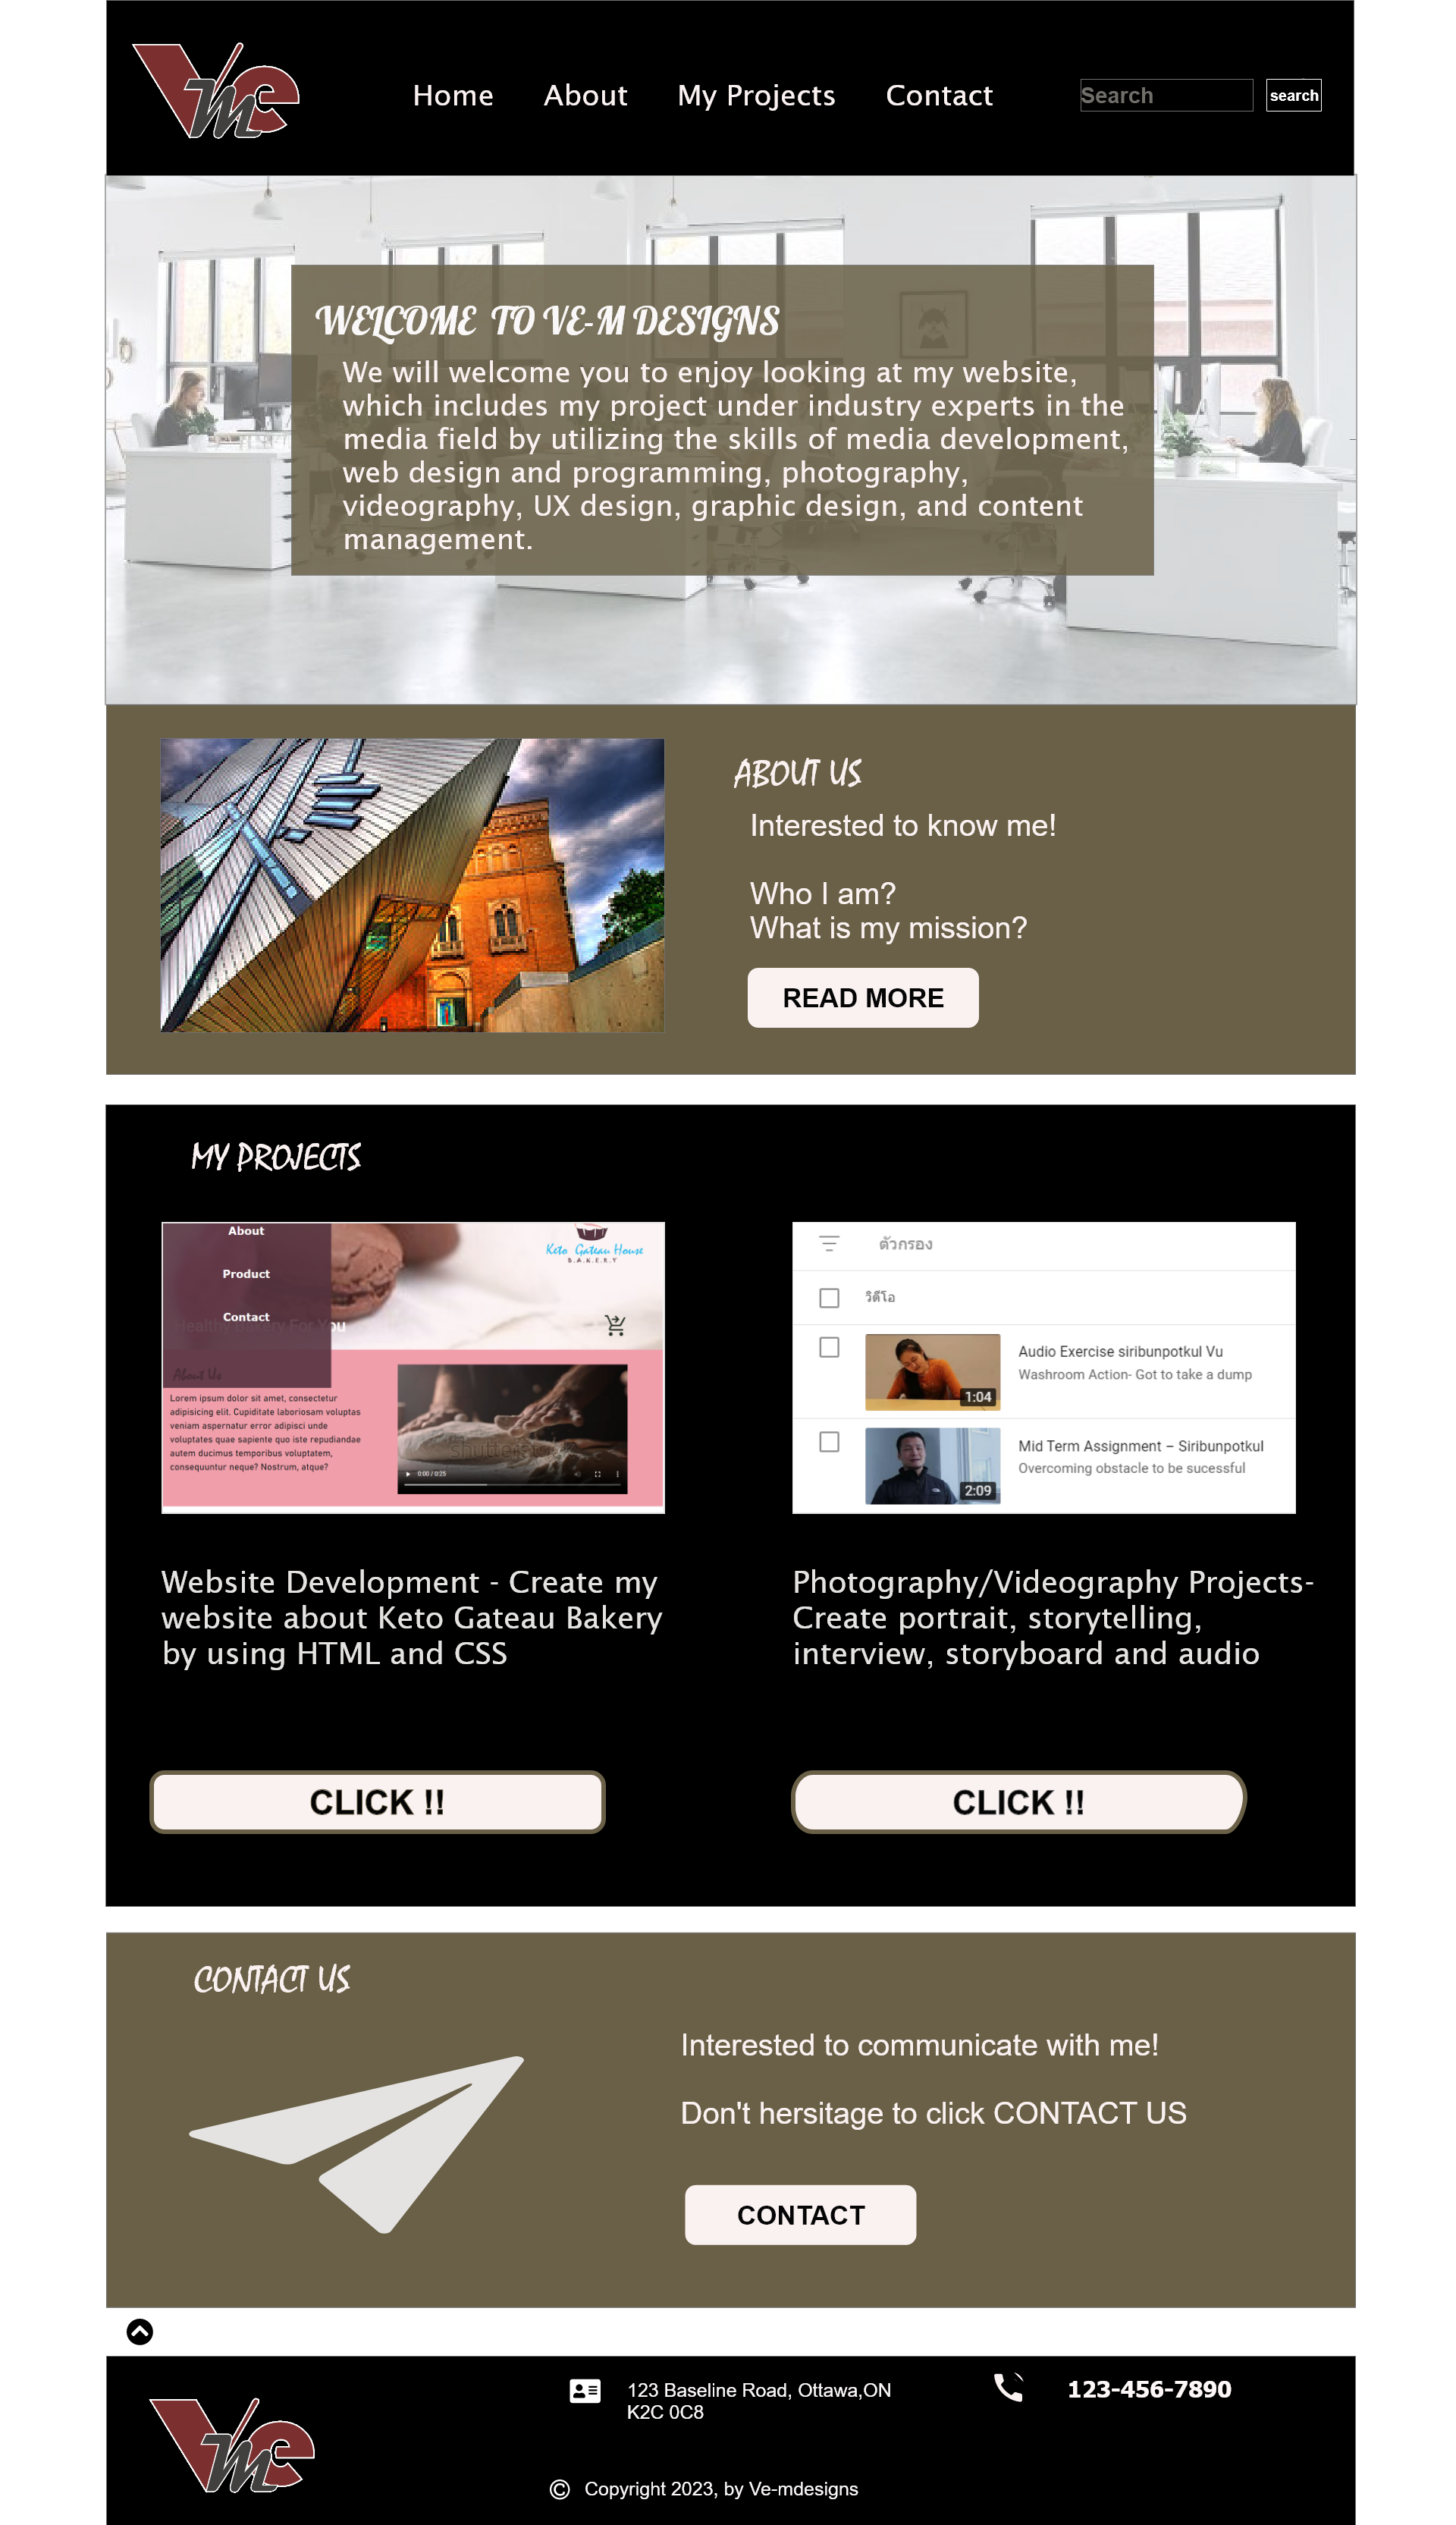 Vme
Home About My Projects Contact Search search
WELCOME TO VE-M DESIGNS
We will welcome you to enjoy looking at my website,
which includes my project under industry experts in the
media field by utilizing the skills of media development,
web design and programming, photography,
videography, UX design, graphic design, and content
management.
ABOUT US
Interested to know me!
Who I am?
What is my mission?
READ MORE
MY PROJECTS
About
Product
Contact
Keto Gateau House
B.A.K.E.R.Y
Healthy Bakery For You
About Us
Lorem ipsum dolor sit amet, consectetur
adipisicing elit. Cupiditate laboriosam voluptas
veniam aspernatur error adipisci unde
voluptates quae sapiente quo iste repudiandae
autem ducimus temporibus voluptatem,
consequuntur neque? Nostrum, atque?
0:00 / 0:25
ตัวกรอง
วิดีโอ
Audio Exercise siribunpotkul Vu
Washroom Action- Got to take a dump
1:04
Mid Term Assignment – Siribunpotkul
Overcoming obstacle to be sucessful
2:09
Website Development - Create my
website about Keto Gateau Bakery
by using HTML and CSS
Photography/Videography Projects-
Create portrait, storytelling,
interview, storyboard and audio
CLICK !!
CLICK !!
CONTACT US
Interested to communicate with me!
Don't hersitage to click CONTACT US
CONTACT
Vme
123 Baseline Road, Ottawa,ON
K2C 0C8
123-456-7890
© Copyright 2023, by Ve-mdesigns